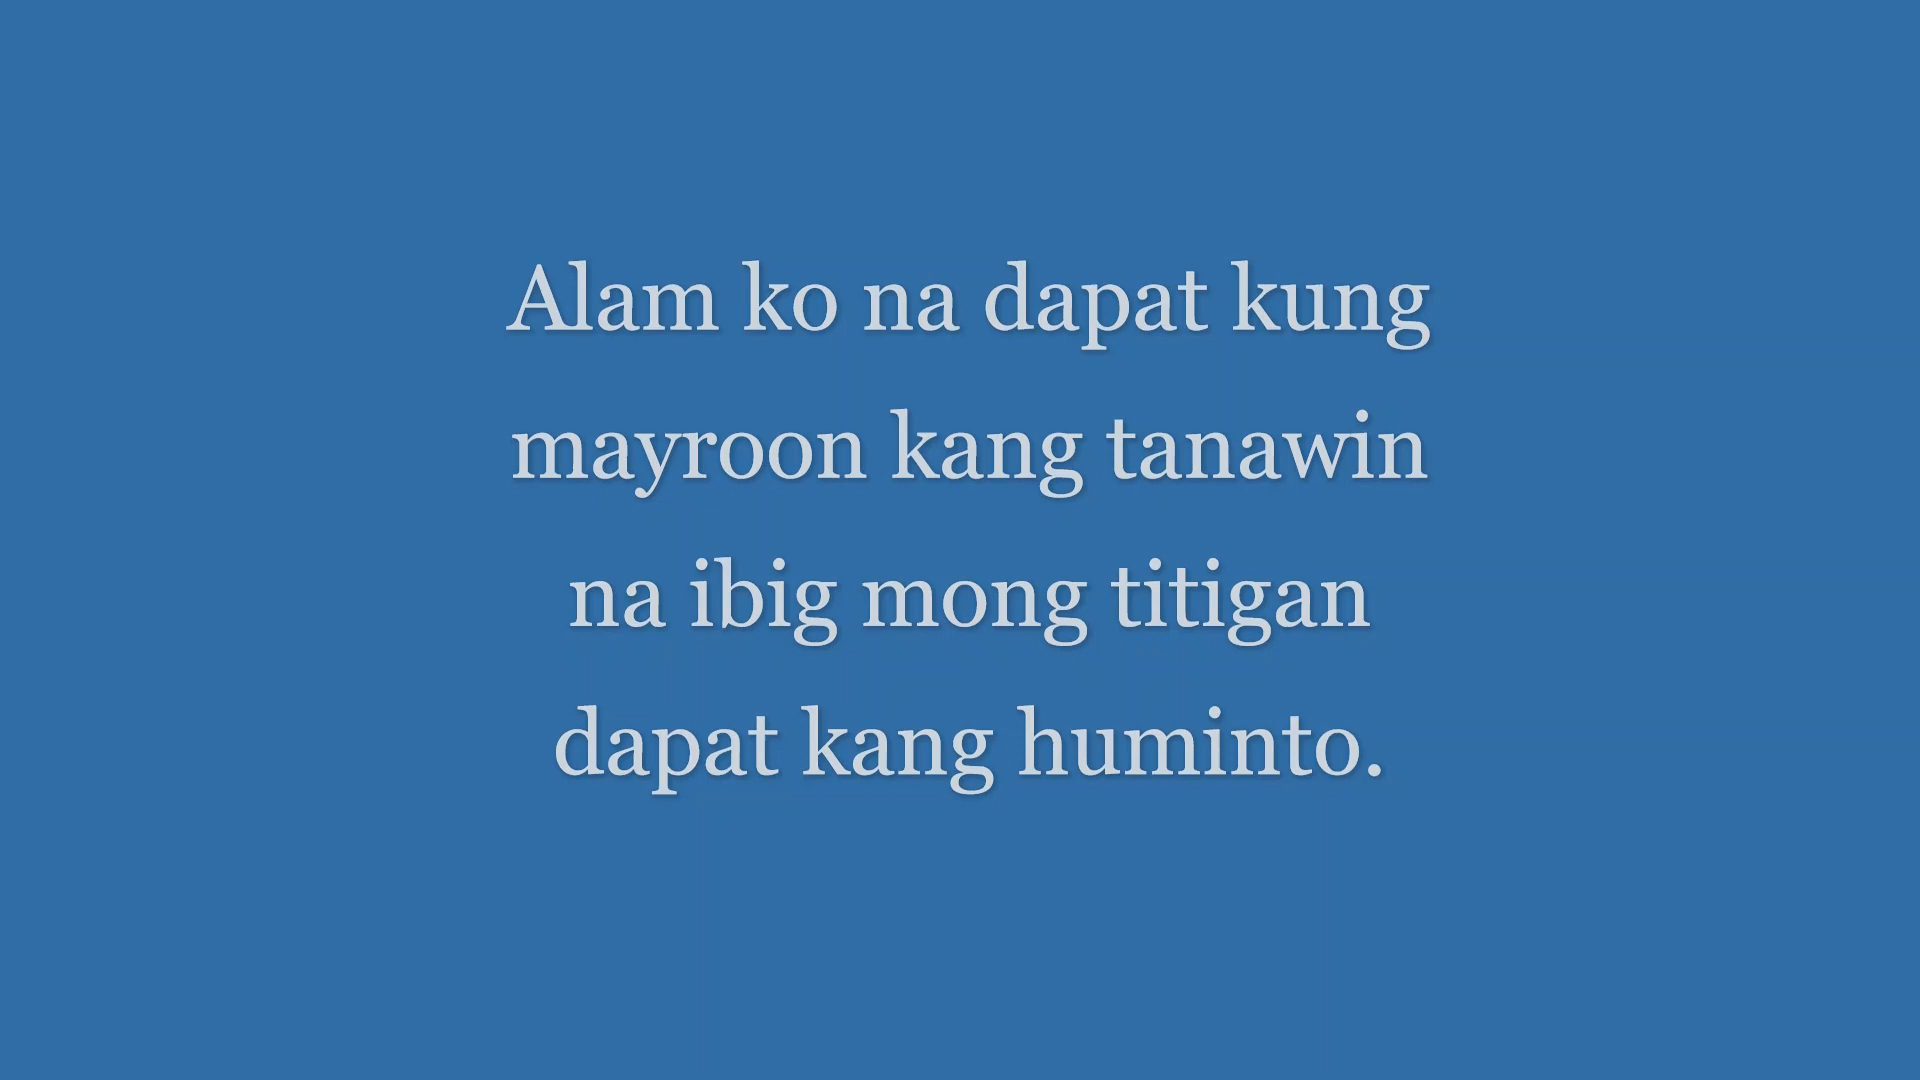 Alam ko na dapat kung
mayroon kang tanawin
na ibig mong titigan
dapat kang huminto.